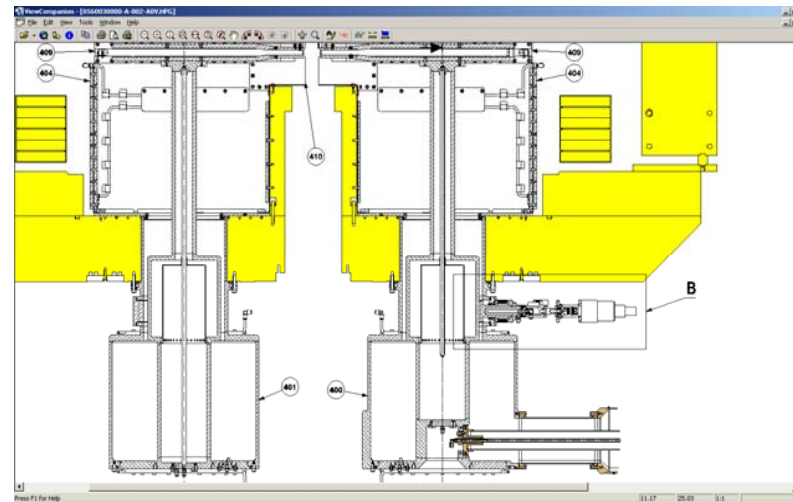 ViewCompanion - [8560030000-A-002-ADV.HPG]
File Edit View Tools Window Help
409
409
404
404
410
B
401
400
Press F1 for Help
11.17
25.03
1:1